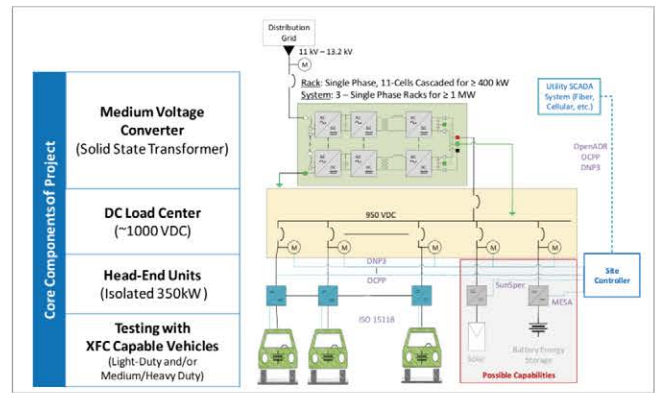 Distribution
Grid
11 kV – 13.2 kV
M
Rack: Single Phase, 11-Cells Cascaded for ≥ 400 kW
System: 3 – Single Phase Racks for ≥ 1 MW
Utility SCADA
System (Fiber,
Cellular, etc.)
OpenADR
OCPP
DNP3
Core Components of Project
Medium Voltage
Converter
(Solid State Transformer)
DC Load Center
(~1000 VDC)
Head-End Units
(Isolated 350kW)
Testing with
XFC Capable Vehicles
(Light-Duty and/or
Medium/Heavy Duty)
950 VDC
M
M
M
M
M
DNP3
OCPP
ISO 15118
SunSpec
MESA
Site
Controller
Solar
Battery Energy
Storage
Possible Capabilities